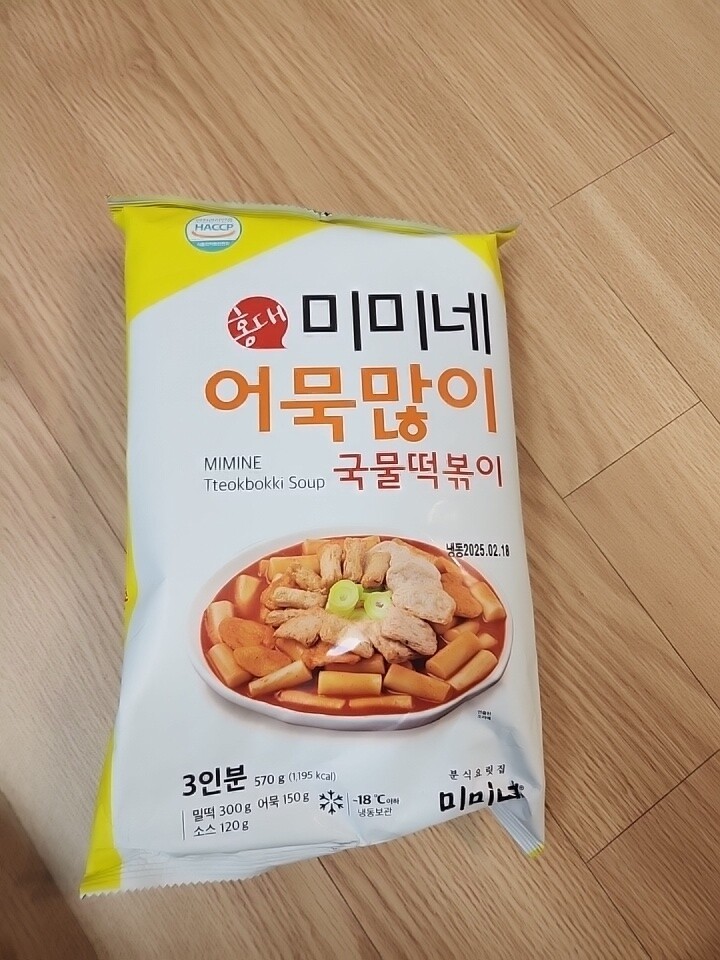 HACCP
홍대 미미네
어묵많이
MIMINE
Tteokbokki Soup 국물떡볶이
냉동2025.02.18
3인분 570 g (1,195 kcal)
밀떡 300 g 어묵 150 g
소스 120 g
-18 ℃ 이하
냉동보관
분식요릿집
미미네